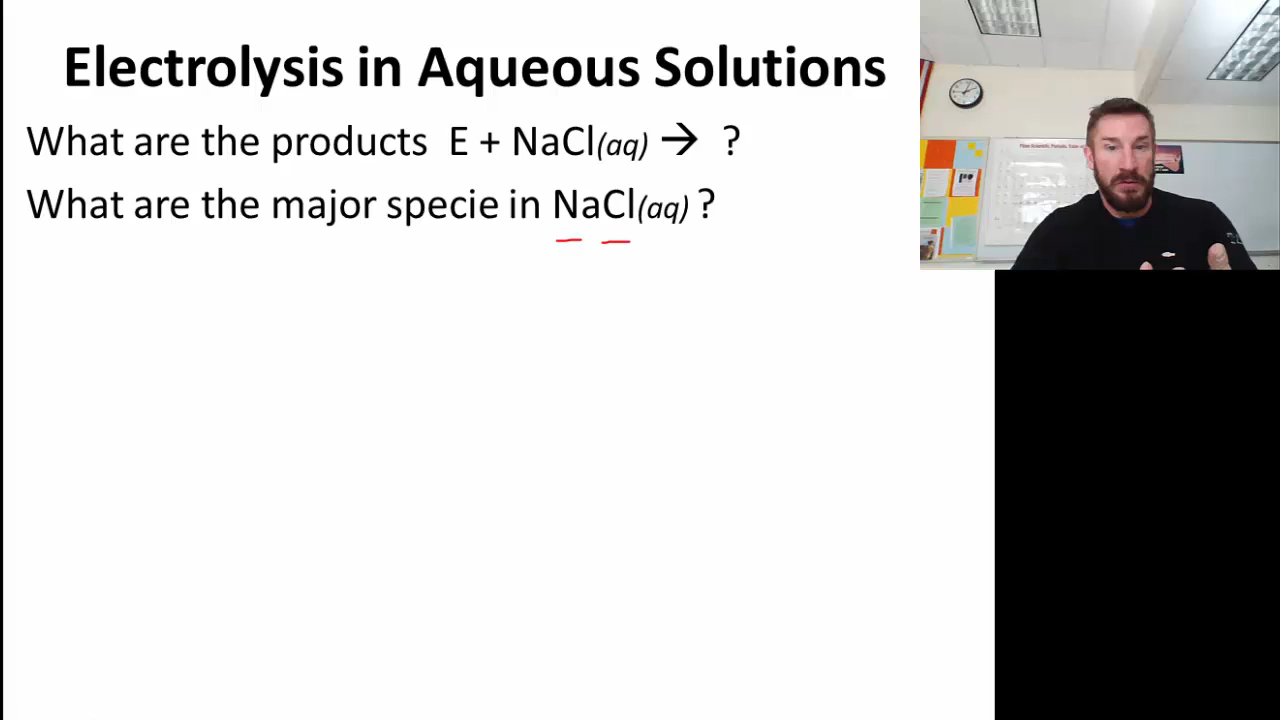 Electrolysis in Aqueous Solutions
What are the products E + NaCl(aq) → ?
What are the major specie in NaCl(aq) ?